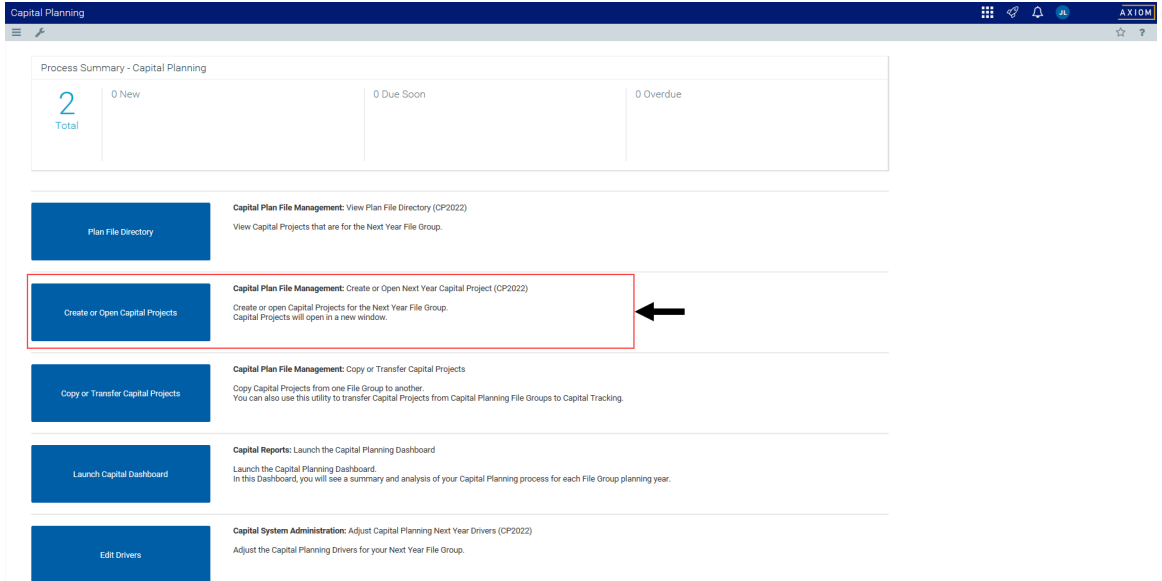 Capital Planning
JL
AXIOM
?
Process Summary - Capital Planning
2
Total
0 New
0 Due Soon
0 Overdue
Plan File Directory
Capital Plan File Management: View Plan File Directory (CP2022)
View Capital Projects that are for the Next Year File Group.
Create or Open Capital Projects
Capital Plan File Management: Create or Open Next Year Capital Project (CP2022)
Create or open Capital Projects for the Next Year File Group.
Capital Projects will open in a new window.
Copy or Transfer Capital Projects
Capital Plan File Management: Copy or Transfer Capital Projects
Copy Capital Projects from one File Group to another.
You can also use this utility to transfer Capital Projects from Capital Planning File Groups to Capital Tracking.
Launch Capital Dashboard
Capital Reports: Launch the Capital Planning Dashboard
Launch the Capital Planning Dashboard.
In this Dashboard, you will see a summary and analysis of your Capital Planning process for each File Group planning year.
Edit Drivers
Capital System Administration: Adjust Capital Planning Next Year Drivers (CP2022)
Adjust the Capital Planning Drivers for your Next Year File Group.